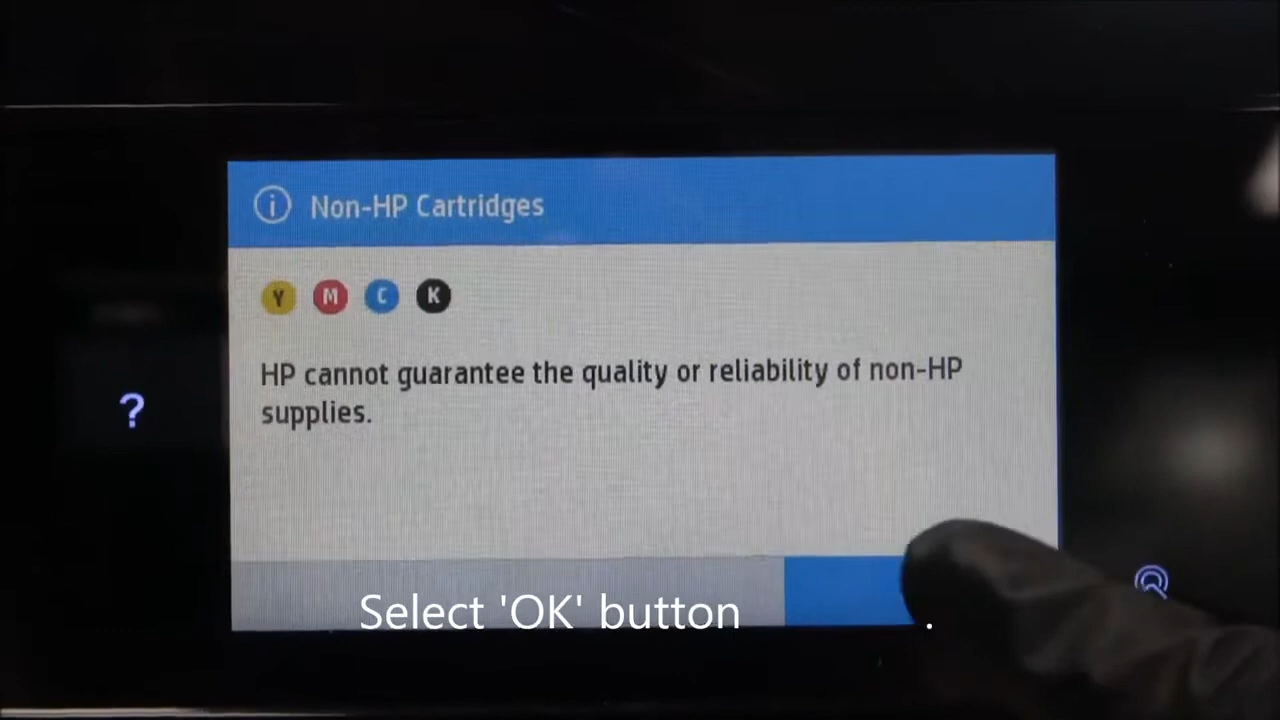 Non-HP Cartridges
Y M C K
HP cannot guarantee the quality or reliability of non-HP
supplies.
?
Select 'OK' button .